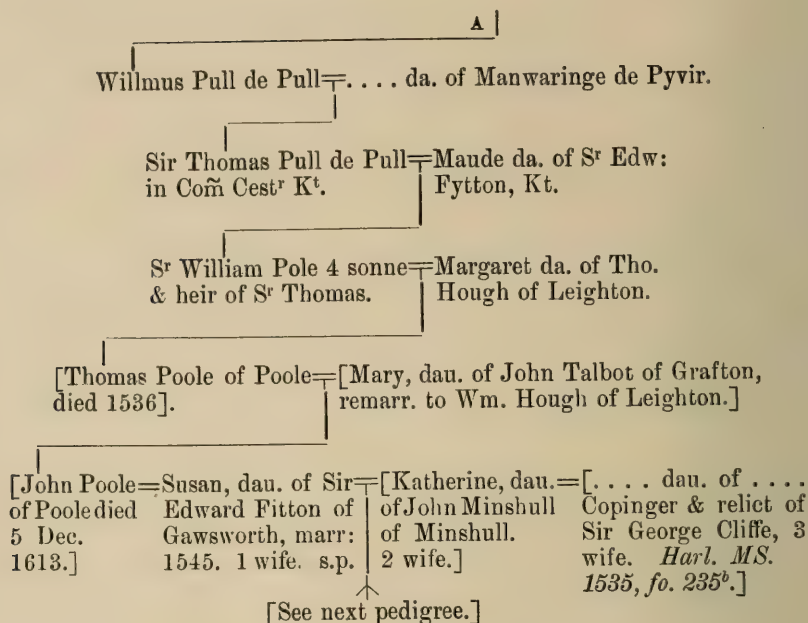 A
Willmus Pull de Pull=. . . . da. of Manwaringe de Pyvir.
Sir Thomas Pull de Pull=Maude da. of Sʳ Edw:
in Com̃ Cestʳ Kᵗ. Fytton, Kt.
Sʳ William Pole 4 sonne=Margaret da. of Tho.
& heir of Sʳ Thomas. Hough of Leighton.
[Thomas Poole of Poole=[Mary, dau. of John Talbot of Grafton,
died 1536]. remarr. to Wm. Hough of Leighton.]
[John Poole=Susan, dau. of Sir=[Katherine, dau.=[. . . . dau. of . . . .
of Poole died Edward Fitton of of John Minshull Copinger & relict of
5 Dec. Gawsworth, marr: of Minshull. Sir George Cliffe, 3
1613.] 1545. 1 wife. s.p. 2 wife.] wife. Harl. MS.
1535, fo. 235ᵇ.]
[See next pedigree.]